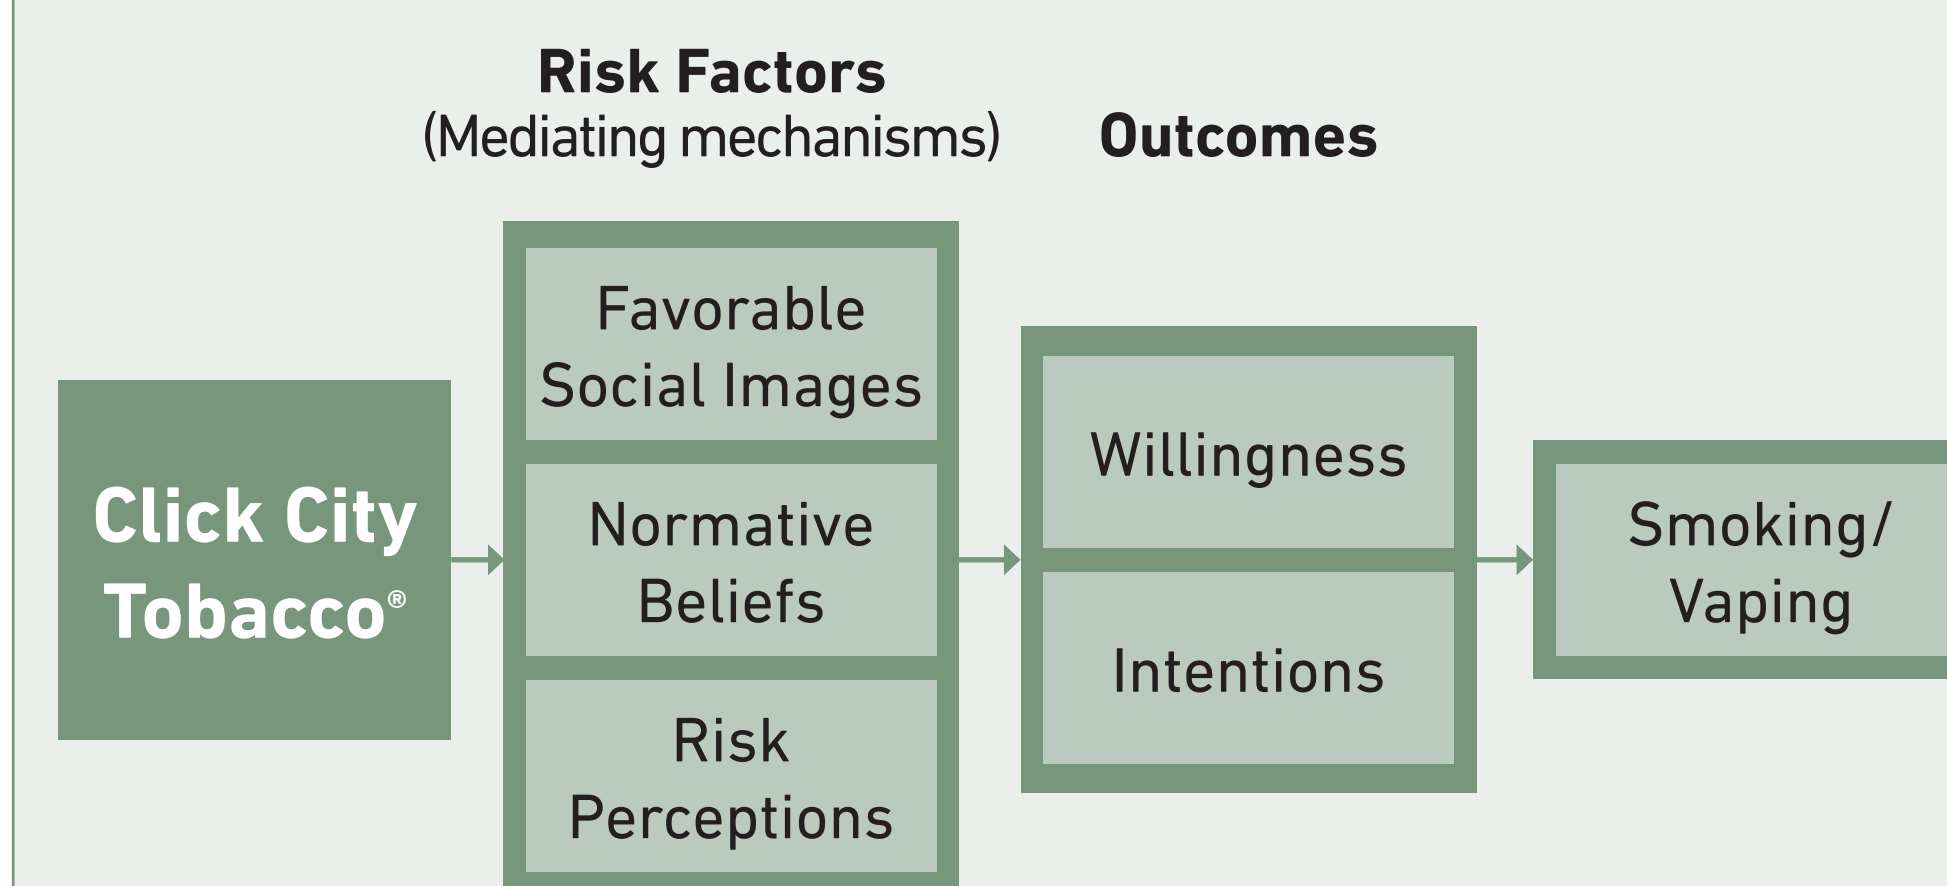 Risk Factors
(Mediating mechanisms)
Outcomes
Click City
Tobacco®
Favorable
Social Images
Normative
Beliefs
Risk
Perceptions
Willingness
Intentions
Smoking/
Vaping